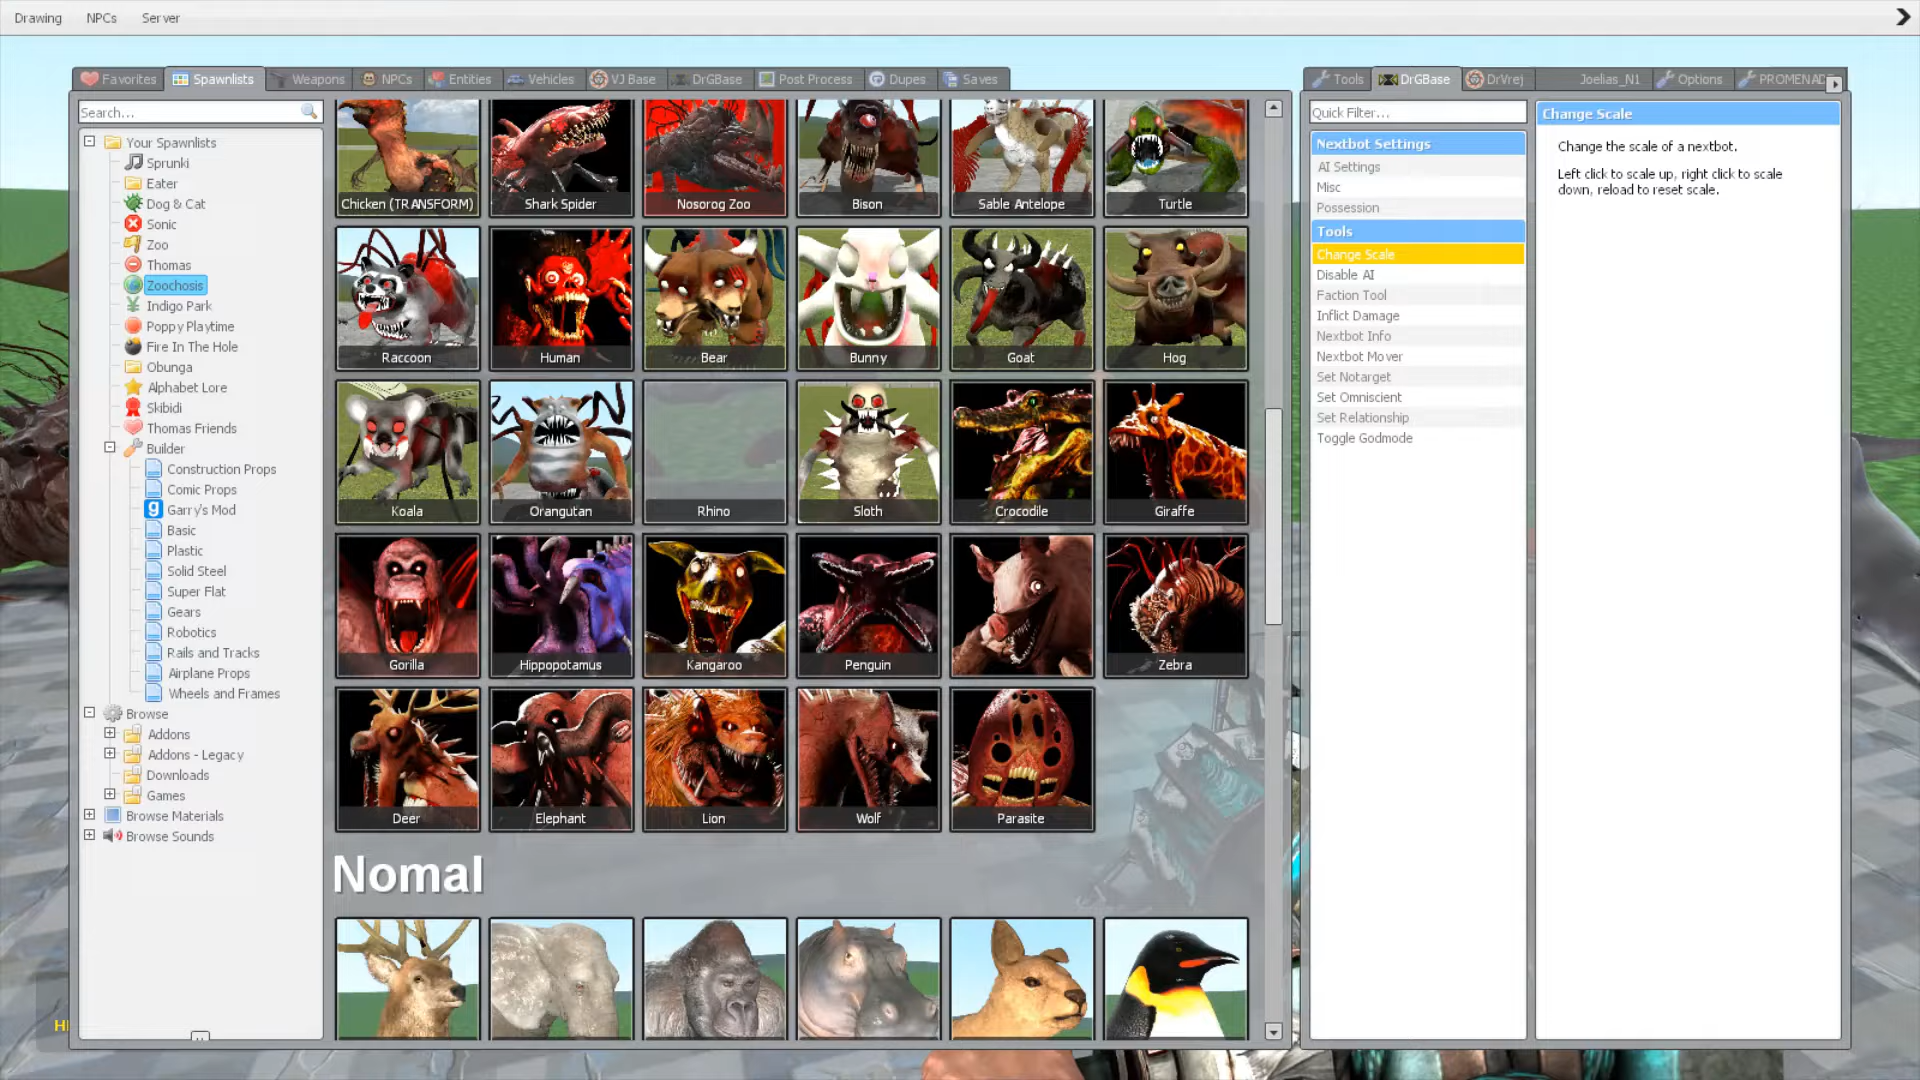 Drawing NPCs Server
Favorites Spawnlists Weapons NPCs Entities Vehicles VJ Base DrGBase Post Process Dupes Saves
Search...
Your Spawnlists
Sprunki
Eater
Dog & Cat
Sonic
Zoo
Thomas
Zoochosis
Indigo Park
Poppy Playtime
Fire In The Hole
Obunga
Alphabet Lore
Skibidi
Thomas Friends
Builder
Construction Props
Comic Props
Garry's Mod
Basic
Plastic
Solid Steel
Super Flat
Gears
Robotics
Rails and Tracks
Airplane Props
Wheels and Frames
Browse
Addons
Addons - Legacy
Downloads
Games
Browse Materials
Browse Sounds
Chicken (TRANSFORM) Shark Spider Nosorog Zoo Bison Sable Antelope Turtle
Raccoon Human Bear Bunny Goat Hog
Koala Orangutan Rhino Sloth Crocodile Giraffe
Gorilla Hippopotamus Kangaroo Penguin Zebra
Deer Elephant Lion Wolf Parasite
Nomal
Tools DrGBase DrVrej Joelias_N1 Options PROMENAD
Quick Filter...
Nextbot Settings
AI Settings
Misc
Possession
Tools
Change Scale
Disable AI
Faction Tool
Inflict Damage
Nextbot Info
Nextbot Mover
Set Notarget
Set Omniscient
Set Relationship
Toggle Godmode
Change Scale
Change the scale of a nextbot.
Left click to scale up, right click to scale
down, reload to reset scale.